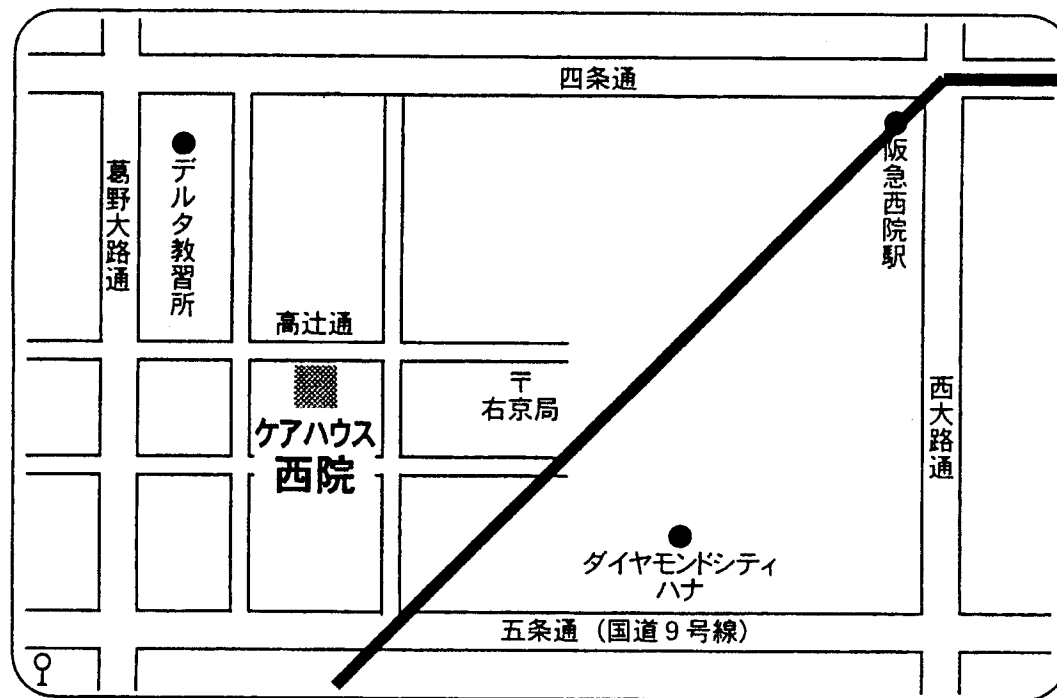 四条通
葛野大路通
デルタ教習所
阪急西院駅
高辻通
〒
右京局
西大路通
ケアハウス
西院
ダイヤモンドシティ
ハナ
五条通（国道9号線）